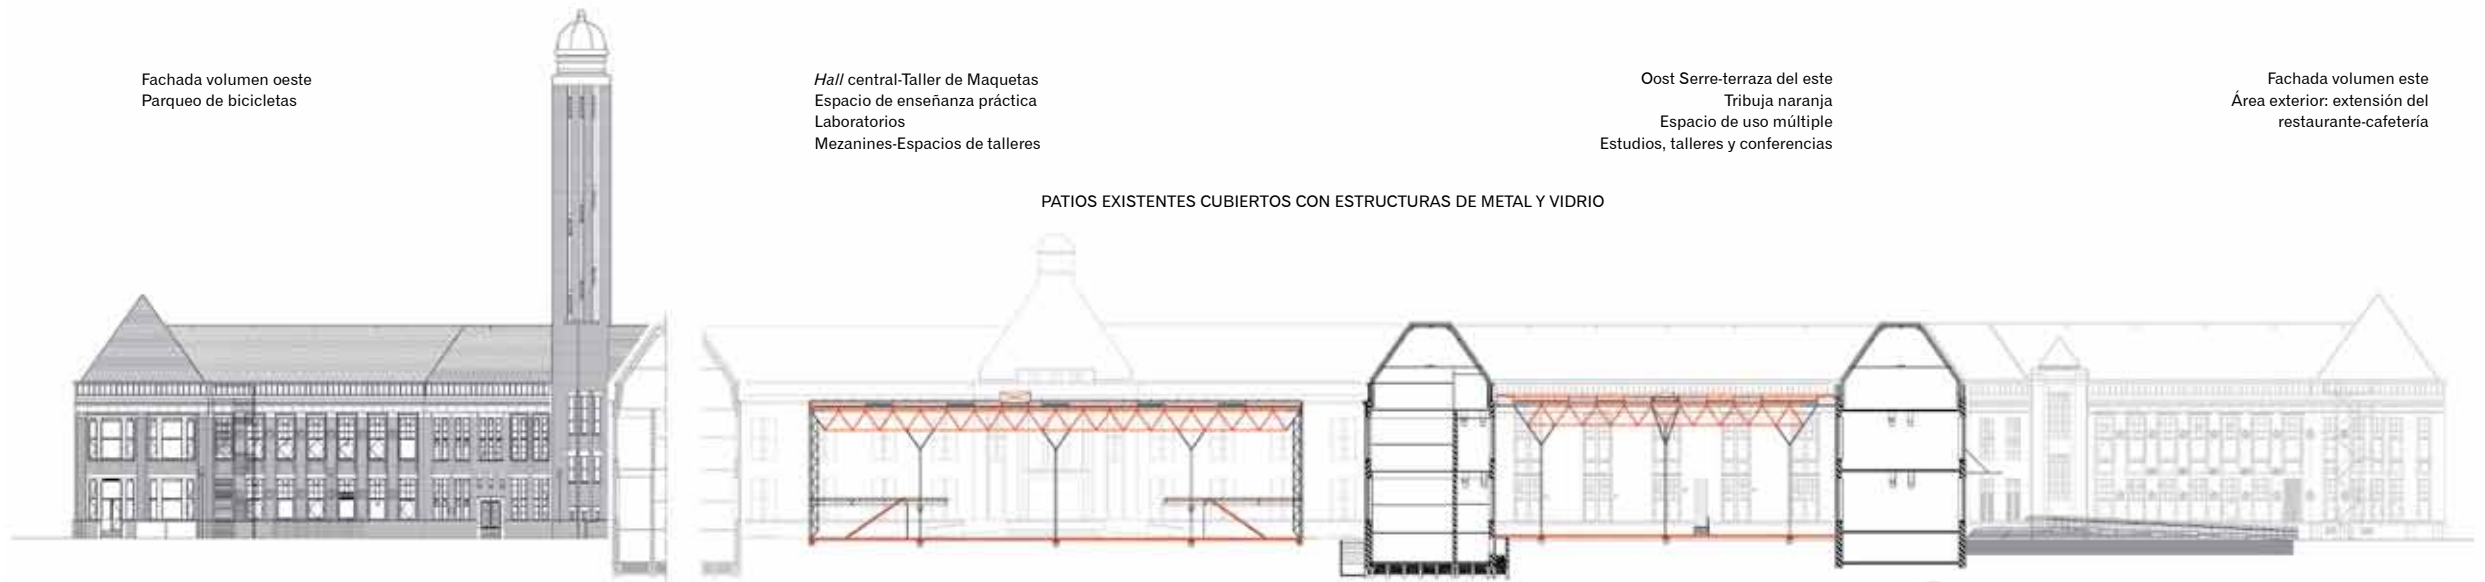 Fachada volumen oeste
Parqueo de bicicletas
Hall central-Taller de Maquetas
Espacio de enseñanza práctica
Laboratorios
Mezanines-Espacios de talleres
Oost Serre-terraza del este
Tribuja naranja
Espacio de uso múltiple
Estudios, talleres y conferencias
Fachada volumen este
Área exterior: extensión del
restaurante-cafetería
PATIOS EXISTENTES CUBIERTOS CON ESTRUCTURAS DE METAL Y VIDRIO